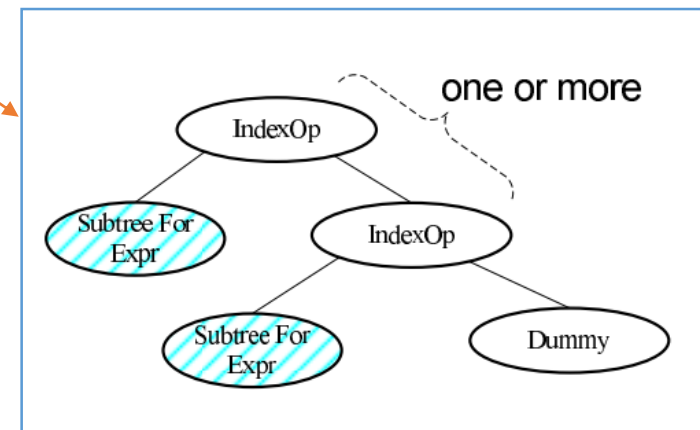 one or more
IndexOp
Subtree For
Expr
IndexOp
Subtree For
Expr
Dummy